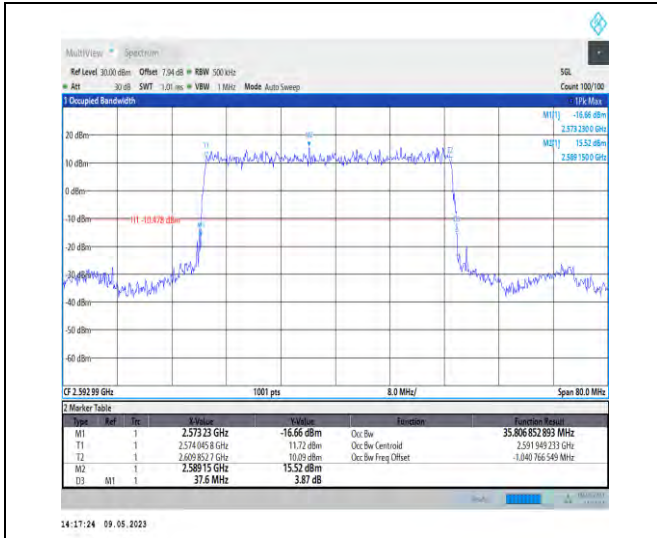 MultiView Spectrum
Ref Level 30.00 dBm Offset 7.94 dB RBW 500 kHz SGL
Att 30 dB SWT 1.01 ms VBW 1 MHz Mode Auto Sweep Count 100/100
1 Occupied Bandwidth 1Pk Max
M1[1] -16.66 dBm
2.573 230 0 GHz
M2[1] 15.52 dBm
2.589 150 0 GHz
20 dBm
T1 M2 T2
10 dBm
0 dBm
-10 dBm H1 -10.478 dBm
M1 D3
-20 dBm
-30 dBm
-40 dBm
-50 dBm
-60 dBm
CF 2.592 99 GHz 1001 pts 8.0 MHz/ Span 80.0 MHz
2 Marker Table
Type Ref Trc X-Value Y-Value Function Function Result
M1 1 2.573 23 GHz -16.66 dBm Occ Bw 35.806 852 893 MHz
T1 1 2.574 045 8 GHz 11.72 dBm Occ Bw Centroid 2.591 949 233 GHz
T2 1 2.609 852 7 GHz 10.09 dBm Occ Bw Freq Offset -1.040 766 549 MHz
M2 1 2.589 15 GHz 15.52 dBm
D3 M1 1 37.6 MHz 3.87 dB
14:17:24 09.05.2023